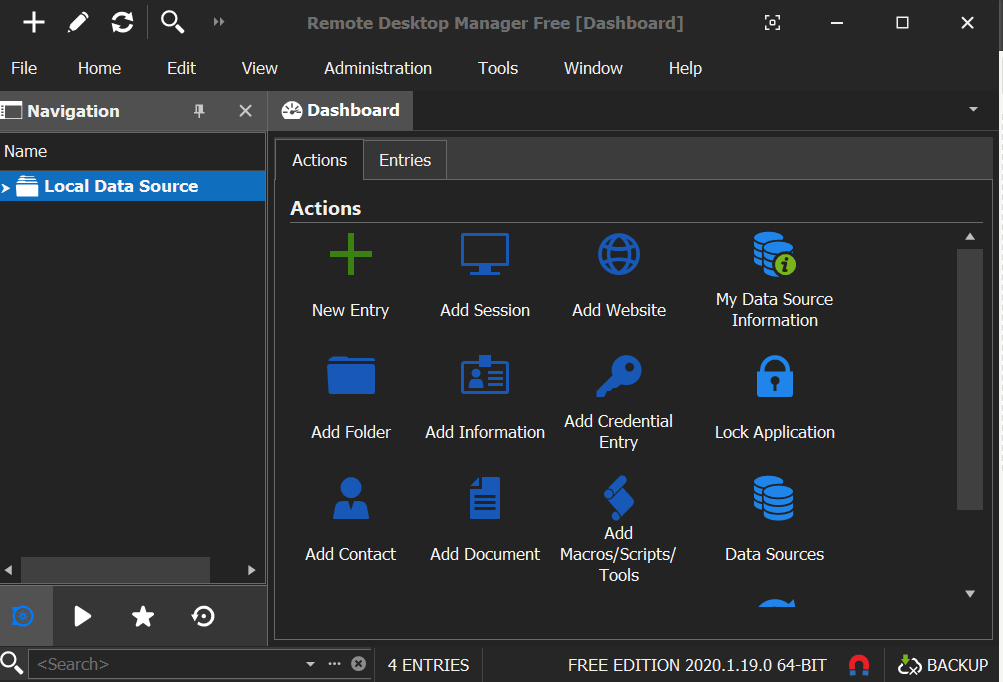 Remote Desktop Manager Free [Dashboard]
File Home Edit View Administration Tools Window Help
Navigation
Dashboard
Name
Local Data Source
Actions Entries
Actions
New Entry
Add Session
Add Website
My Data Source
Information
Add Folder
Add Information
Add Credential
Entry
Lock Application
Add Contact
Add Document
Add
Macros/Scripts/
Tools
Data Sources
<Search>
4 ENTRIES
FREE EDITION 2020.1.19.0 64-BIT
BACKUP